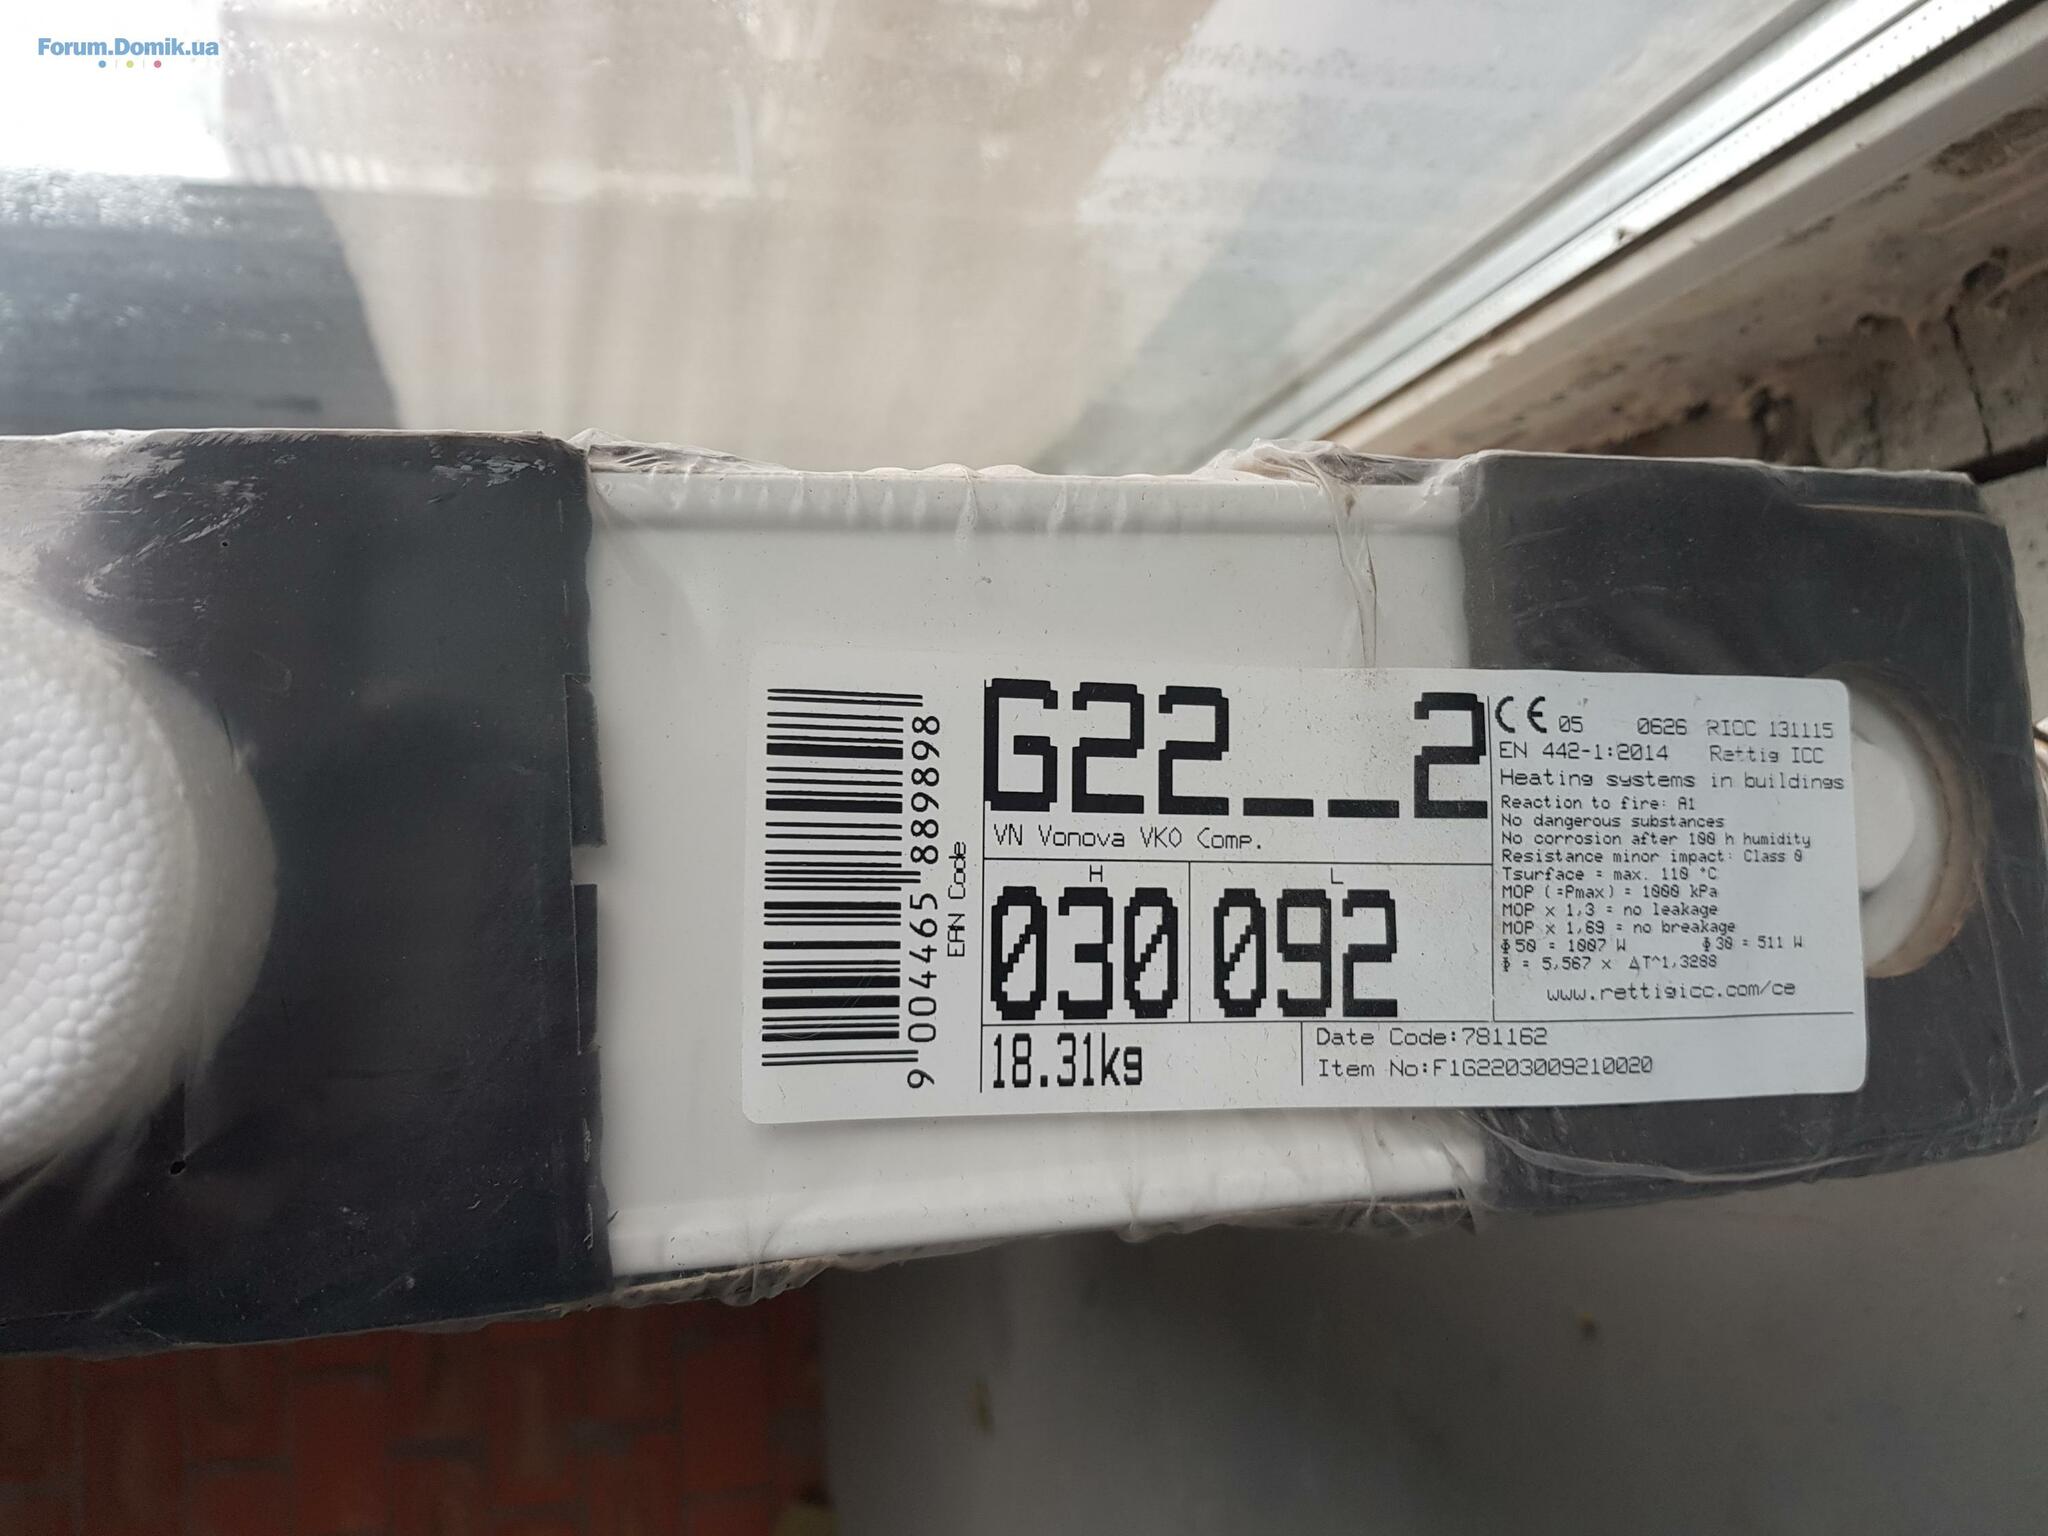 Forum.Domik.ua
9 004465 889898
EAN Code
G22__2
VN Vonova VKO Comp.
H
030
L
092
18.31kg
CE 05 0626 RICC 131115
EN 442-1:2014 Rettig ICC
Heating systems in buildings
Reaction to fire: A1
No dangerous substances
No corrosion after 100 h humidity
Resistance minor impact: Class 0
Tsurface = max. 110 °C
MOP (=Pmax) = 1000 kPa
MOP x 1,3 = no leakage
MOP x 1,69 = no breakage
Φ50 = 1007 W Φ30 = 511 W
Φ = 5,567 x ΔT^1,3288
www.rettigicc.com/ce
Date Code:781162
Item No:F1G2203009210020